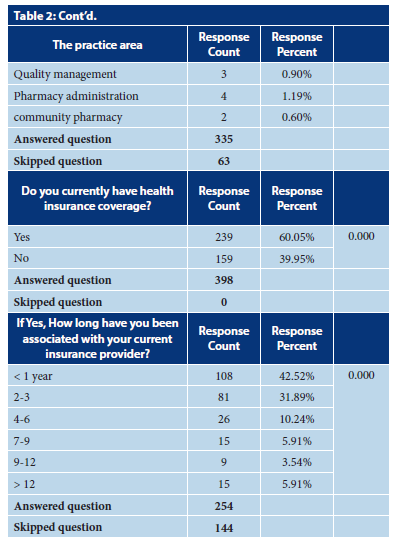 Table 2: Cont'd.
The practice area Response Count Response Percent
Quality management 3 0.90%
Pharmacy administration 4 1.19%
community pharmacy 2 0.60%
Answered question 335
Skipped question 63
Do you currently have health insurance coverage? Response Count Response Percent
Yes 239 60.05% 0.000
No 159 39.95%
Answered question 398
Skipped question 0
If Yes, How long have you been associated with your current insurance provider? Response Count Response Percent
< 1 year 108 42.52% 0.000
2-3 81 31.89%
4-6 26 10.24%
7-9 15 5.91%
9-12 9 3.54%
> 12 15 5.91%
Answered question 254
Skipped question 144